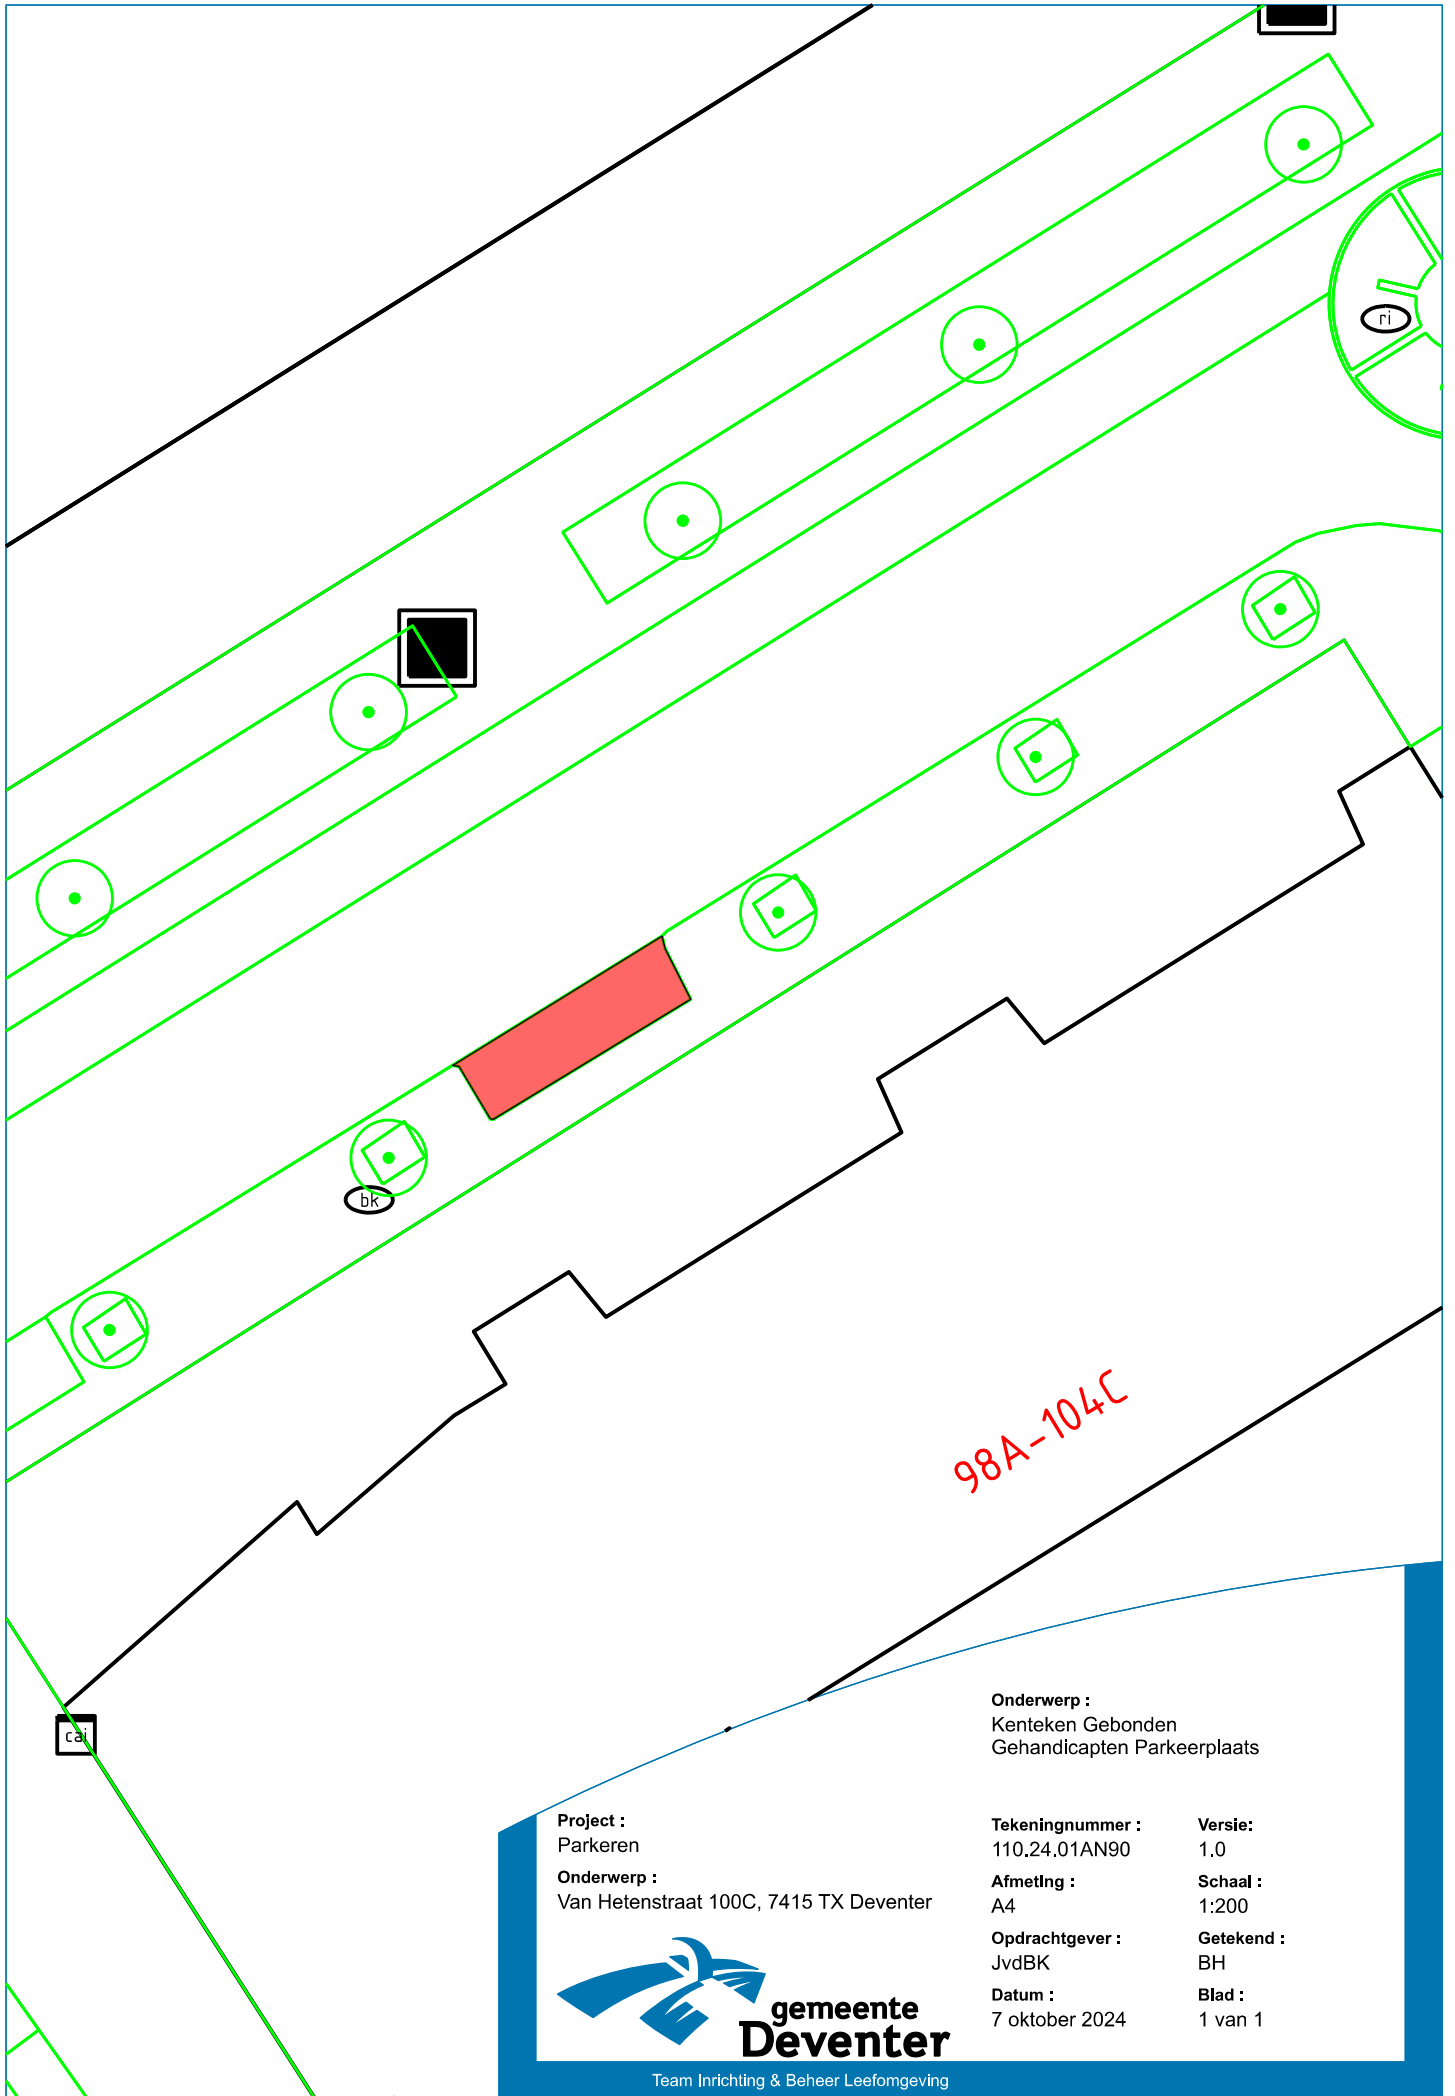 ri
bk
98A-104C
cai
Onderwerp :
Kenteken Gebonden
Gehandicapten Parkeerplaats
Project :
Parkeren
Onderwerp :
Van Hetenstraat 100C, 7415 TX Deventer
Tekeningnummer : Versie:
110.24.01AN90 1.0
Afmeting : Schaal :
A4 1:200
Opdrachtgever : Getekend :
JvdBK BH
Datum : Blad :
7 oktober 2024 1 van 1
gemeente
Deventer
Team Inrichting & Beheer Leefomgeving